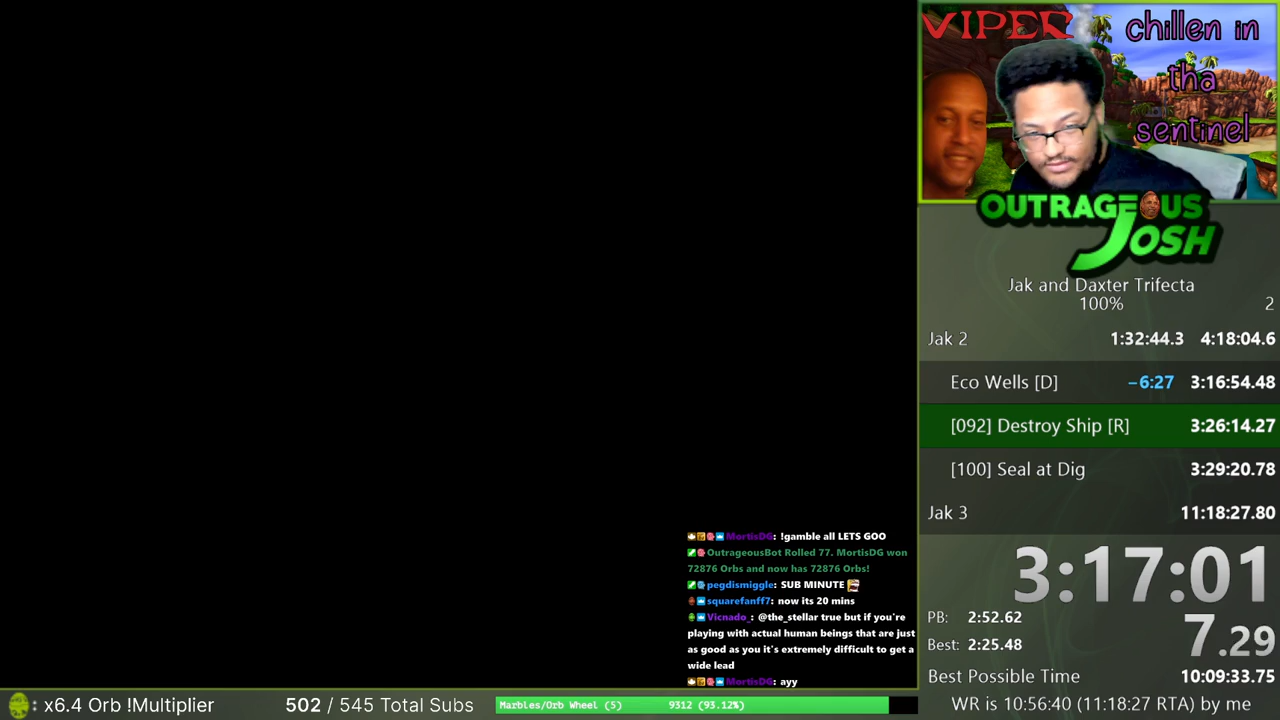 VIPER
chillen in
tha
sentinel
OUTRAGEOUS
JOSH
Jak and Daxter Trifecta
100% 2
Jak 2 1:32:44.3 4:18:04.6
Eco Wells [D] −6:27 3:16:54.48
[092] Destroy Ship [R] 3:26:14.27
[100] Seal at Dig 3:29:20.78
Jak 3 11:18:27.80
3:17:01
PB: 2:52.62
Best: 2:25.48
7.29
Best Possible Time 10:09:33.75
WR is 10:56:40 (11:18:27 RTA) by me
MortisDG: !gamble all LETS GOO
OutrageousBot Rolled 77. MortisDG won
72876 Orbs and now has 72876 Orbs!
pegdismiggle: SUB MINUTE
squarefanff7: now its 20 mins
Vicnado_: @the_stellar true but if you're
playing with actual human beings that are just
as good as you it's extremely difficult to get a
wide lead
MortisDG: ayy
: x6.4 Orb !Multiplier 502 / 545 Total Subs Marbles/Orb Wheel (5) 9312 (93.12%)